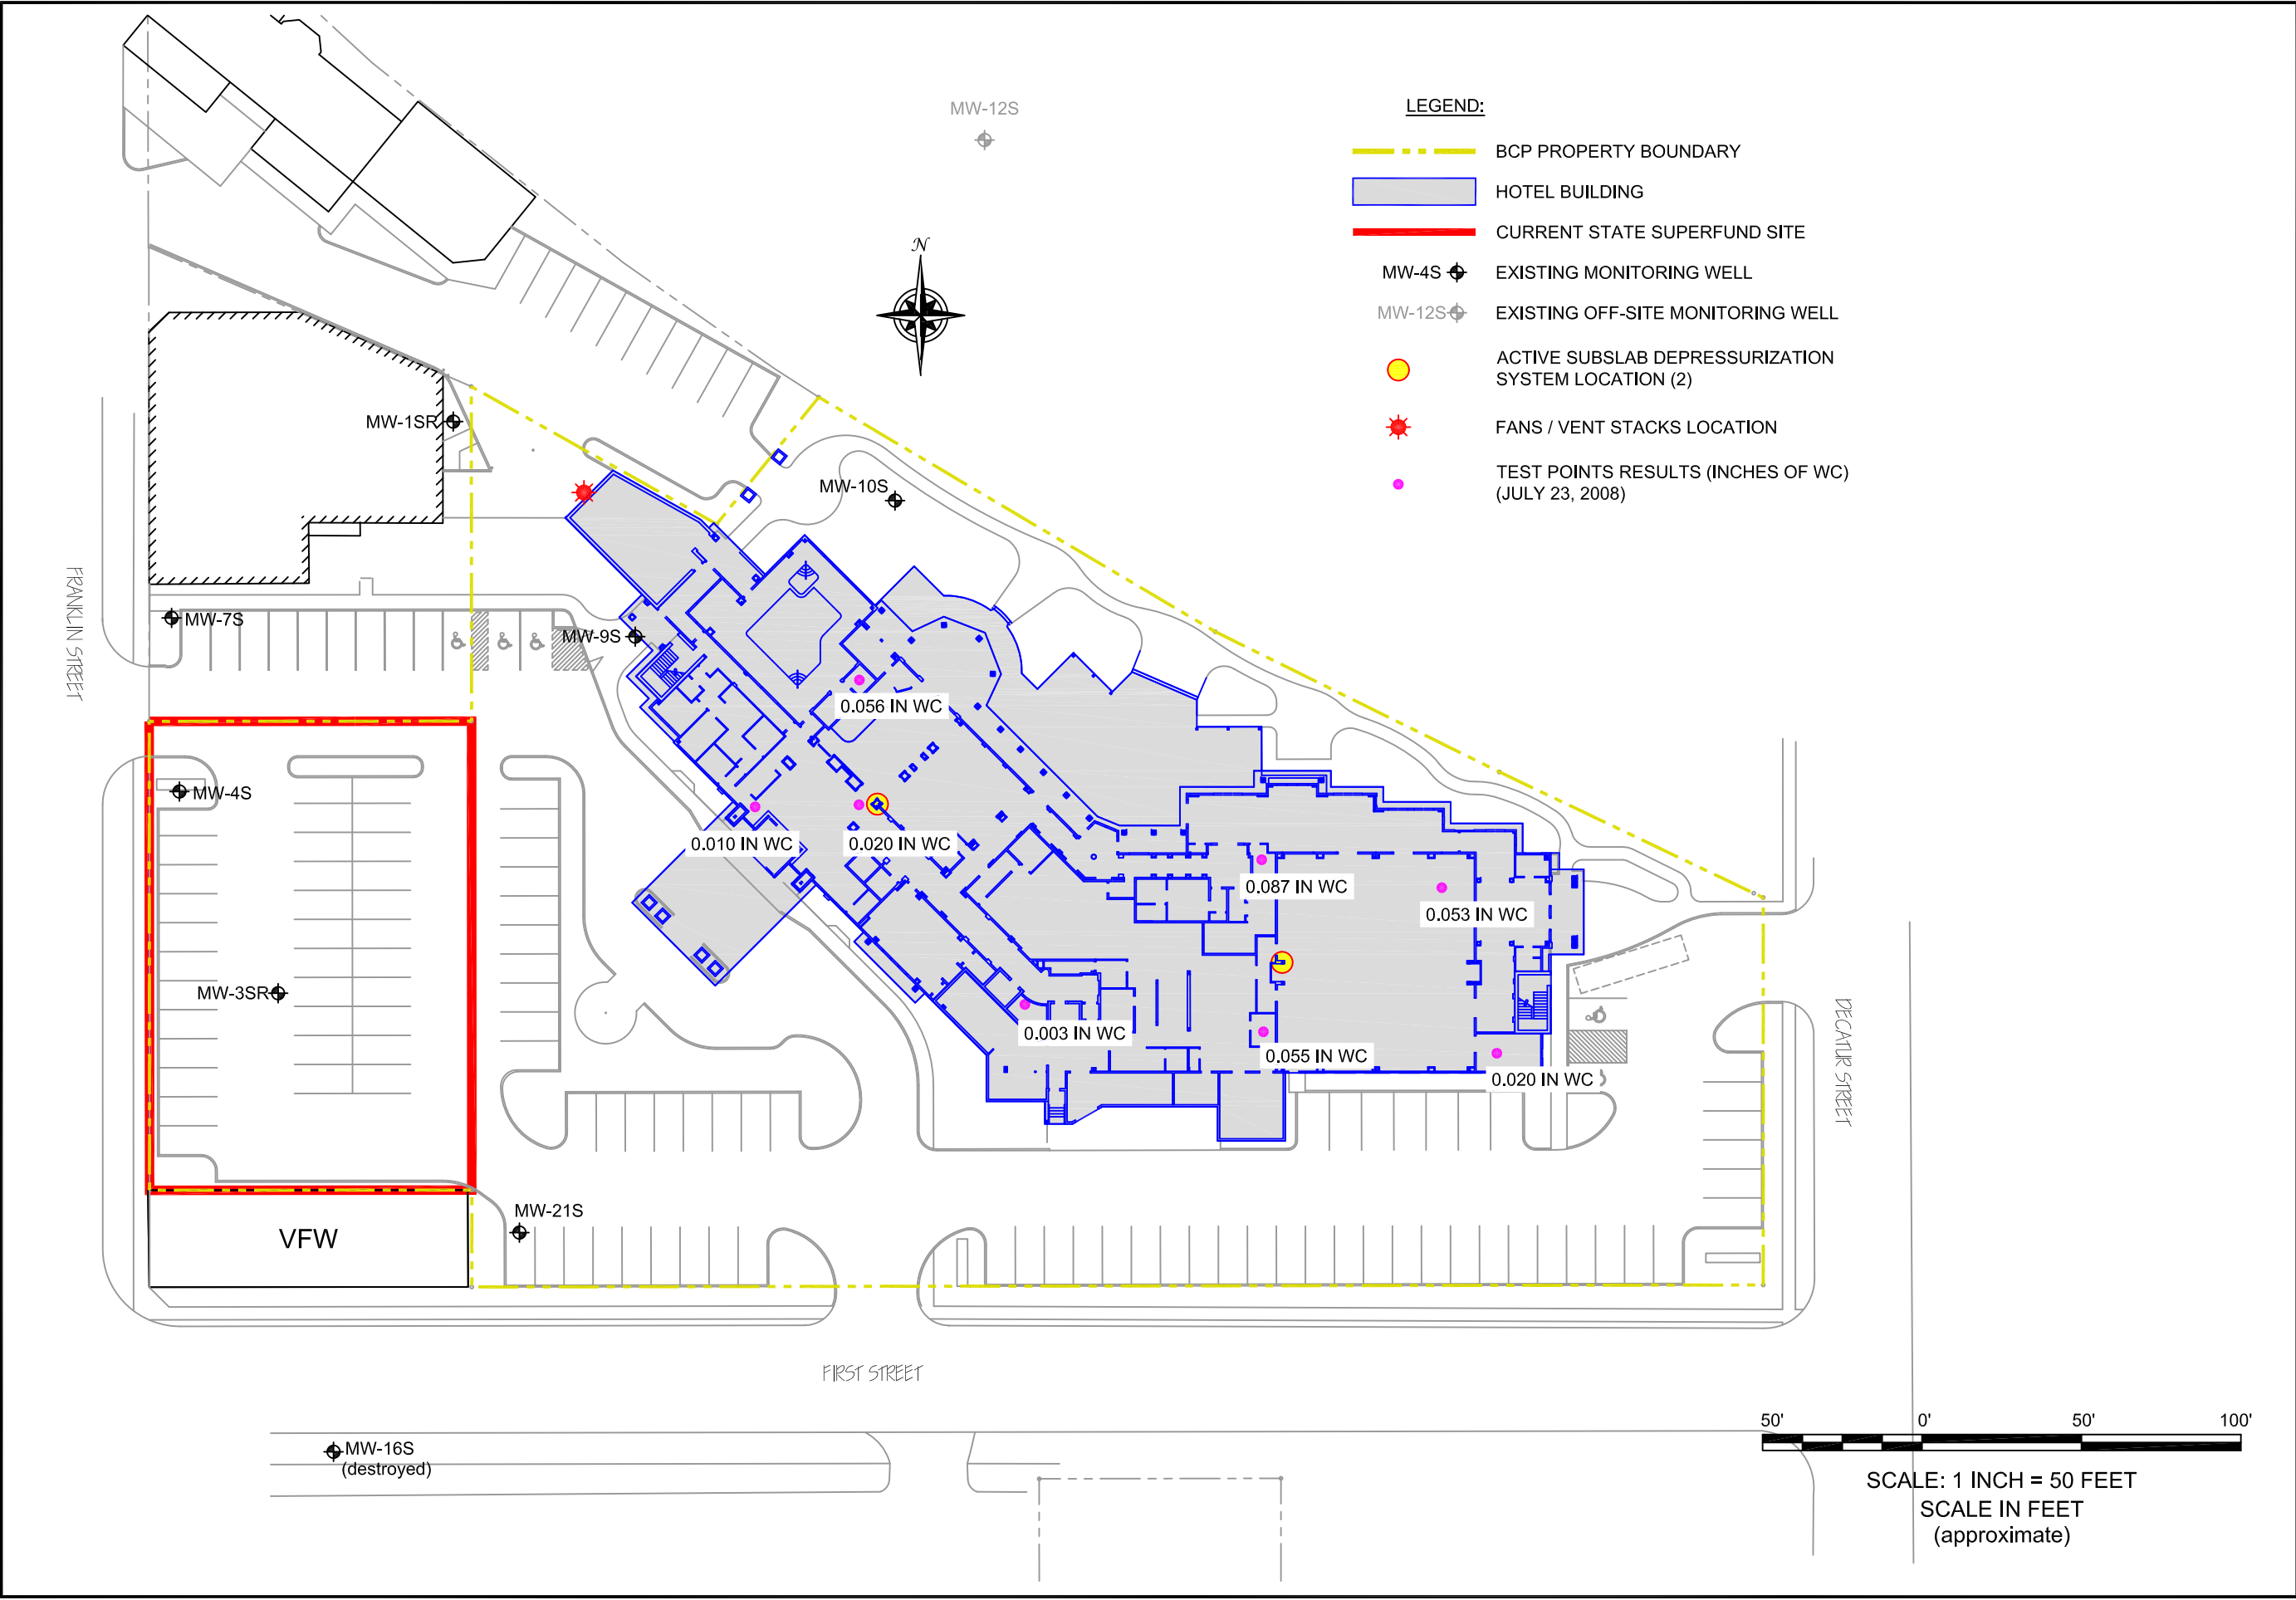 MW-12S
N
LEGEND:
BCP PROPERTY BOUNDARY
HOTEL BUILDING
CURRENT STATE SUPERFUND SITE
MW-4S EXISTING MONITORING WELL
MW-12S EXISTING OFF-SITE MONITORING WELL
ACTIVE SUBSLAB DEPRESSURIZATION
SYSTEM LOCATION (2)
FANS / VENT STACKS LOCATION
TEST POINTS RESULTS (INCHES OF WC)
(JULY 23, 2008)
MW-1SR
MW-10S
FRANKLIN STREET
MW-7S
MW-9S
0.056 IN WC
MW-4S
0.010 IN WC
0.020 IN WC
0.087 IN WC
0.053 IN WC
MW-3SR
0.003 IN WC
0.055 IN WC
0.020 IN WC
DECATUR STREET
MW-21S
VFW
FIRST STREET
MW-16S
(destroyed)
50' 0' 50' 100'
SCALE: 1 INCH = 50 FEET
SCALE IN FEET
(approximate)